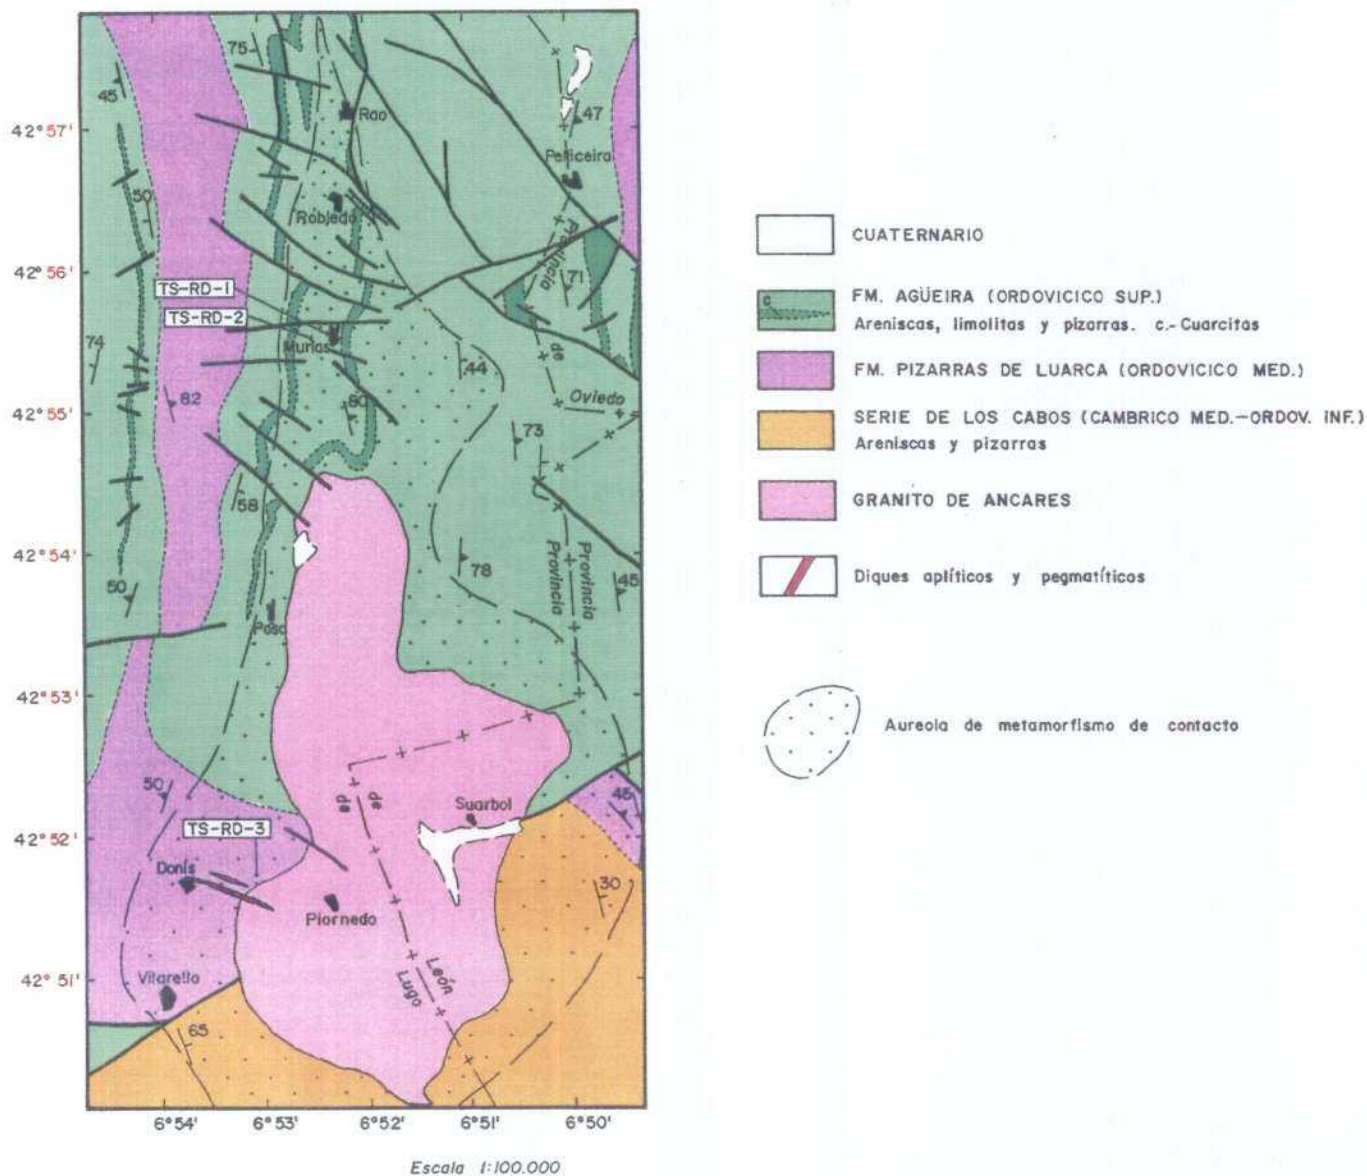 75
45
Rao
47
42°57'
Peliceira
50
Robledo
Provincia
42°56'
TS-RD-1
71
TS-RD-2
Murias
de
74
44
82
80
Oviedo
42°55'
73
58
42°54'
78
Provincia
Provincia
45
50
Poso
42°53'
50
de
de
Suarbol
45
TS-RD-3
42°52'
Donís
30
Piornedo
42°51'
Vilarello
León
Lugo
65
6°54'
6°53'
6°52'
6°51'
6°50'
Escala 1:100.000
CUATERNARIO
c
FM. AGÜEIRA (ORDOVICICO SUP.)
Areniscas, limolitas y pizarras. c.-Cuarcitas
FM. PIZARRAS DE LUARCA (ORDOVICICO MED.)
SERIE DE LOS CABOS (CAMBRICO MED.-ORDOV. INF.)
Areniscas y pizarras
GRANITO DE ANCARES
Diques aplíticos y pegmatíticos
Aureola de metamorfismo de contacto